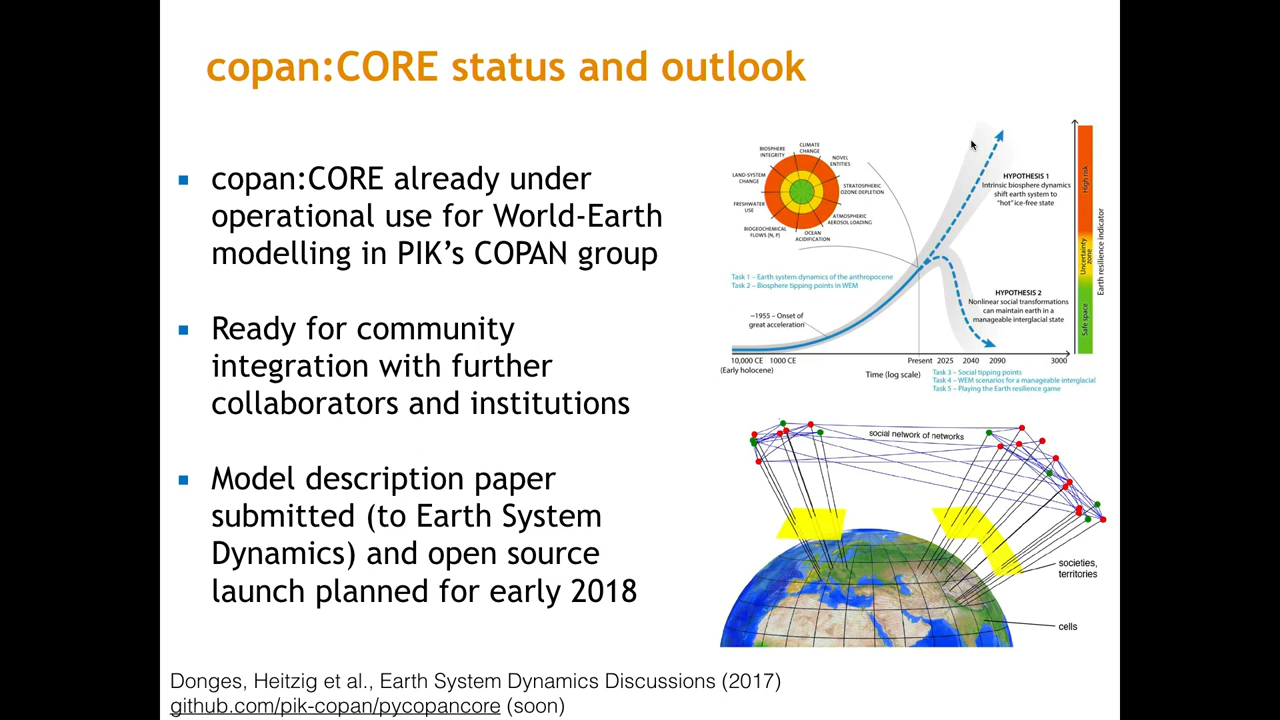 copan:CORE status and outlook
copan:CORE already under
operational use for World-Earth
modelling in PIK’s COPAN group
Ready for community
integration with further
collaborators and institutions
Model description paper
submitted (to Earth System
Dynamics) and open source
launch planned for early 2018
CLIMATE
CHANGE
BIOSPHERE
INTEGRITY
NOVEL
ENTITIES
LAND-SYSTEM
CHANGE
STRATOSPHERIC
OZONE DEPLETION
FRESHWATER
USE
ATMOSPHERIC
AEROSOL LOADING
BIOGEOCHEMICAL
FLOWS (N, P)
OCEAN
ACIDIFICATION
HYPOTHESIS 1
Intrinsic biosphere dynamics
shift earth system to
"hot" ice-free state
High risk
Uncertainty
zone
Safe space
Earth resilience indicator
Task 1 – Earth system dynamics of the anthropocene
Task 2 – Biosphere tipping points in WEM
HYPOTHESIS 2
Nonlinear social transformations
can maintain earth in a
manageable interglacial state
~1955 – Onset of
great acceleration
10,000 CE 1000 CE Present 2025 2040 2090 3000
(Early holocene)
Time (log scale)
Task 3 – Social tipping points
Task 4 – WEM scenarios for a manageable interglacial
Task 5 – Playing the Earth resilience game
social network of networks
societies,
territories
cells
Donges, Heitzig et al., Earth System Dynamics Discussions (2017)
github.com/pik-copan/pycopancore (soon)